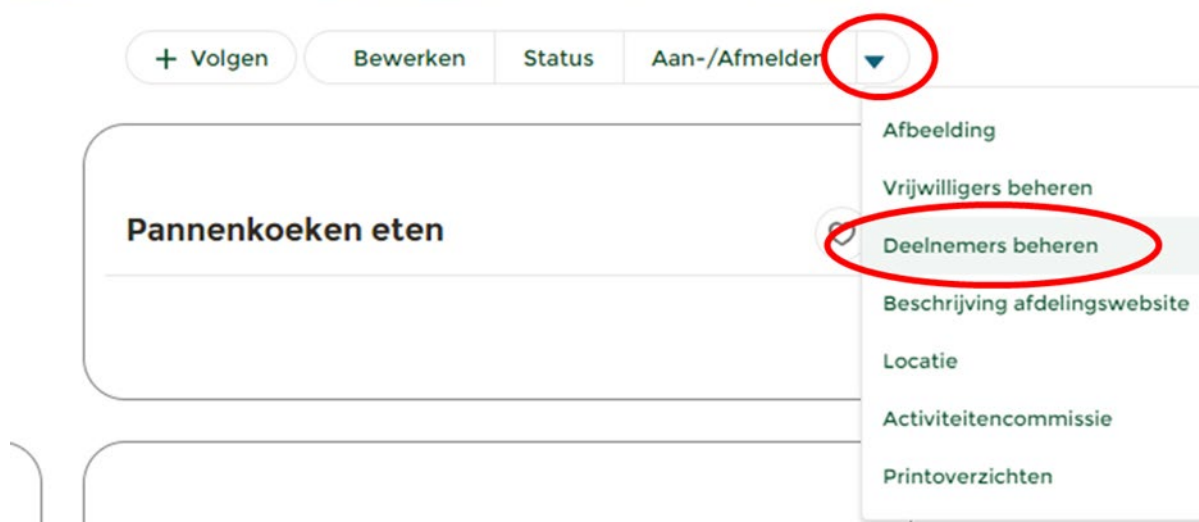 + Volgen Bewerken Status Aan-/Afmelden
Afbeelding
Vrijwilligers beheren
Pannenkoeken eten
Deelnemers beheren
Beschrijving afdelingswebsite
Locatie
Activiteitencommissie
Printoverzichten